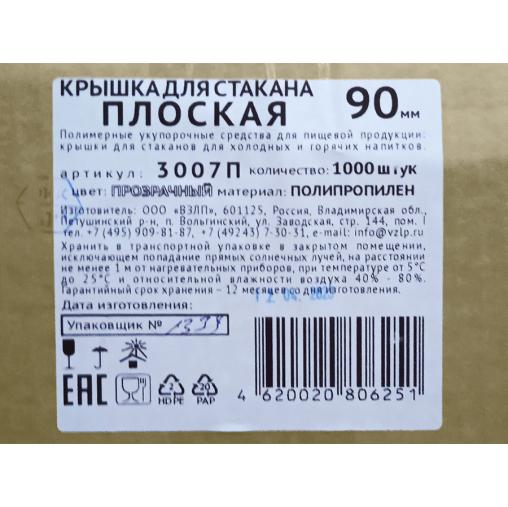 КРЫШКА ДЛЯ СТАКАНА
ПЛОСКАЯ 90 мм
Полимерные укупорочные средства для пищевой продукции:
крышки для стаканов для холодных и горячих напитков.
артикул: 3007П количество: 1000 штук
цвет: ПРОЗРАЧНЫЙ материал: ПОЛИПРОПИЛЕН
Изготовитель: ООО «ВЗЛП», 601125, Россия, Владимирская обл.,
Петушинский р-н, п. Вольгинский, ул. Заводская, стр. 144, пом. I
тел. +7 (495) 909-81-87, +7 (49243) 7-30-31, e-mail: info@vzlp.ru
Хранить в транспортной упаковке в закрытом помещении,
исключающем попадание прямых солнечных лучей, на расстоянии
не менее 1 м от нагревательных приборов, при температуре от 5°С
до 25°С и относительной влажности воздуха 40% - 80%.
Гарантийный срок хранения – 12 месяцев со дня изготовления.
Дата изготовления:
Упаковщик №
EAC
2 20
HDPE PAP
4 620020 806251